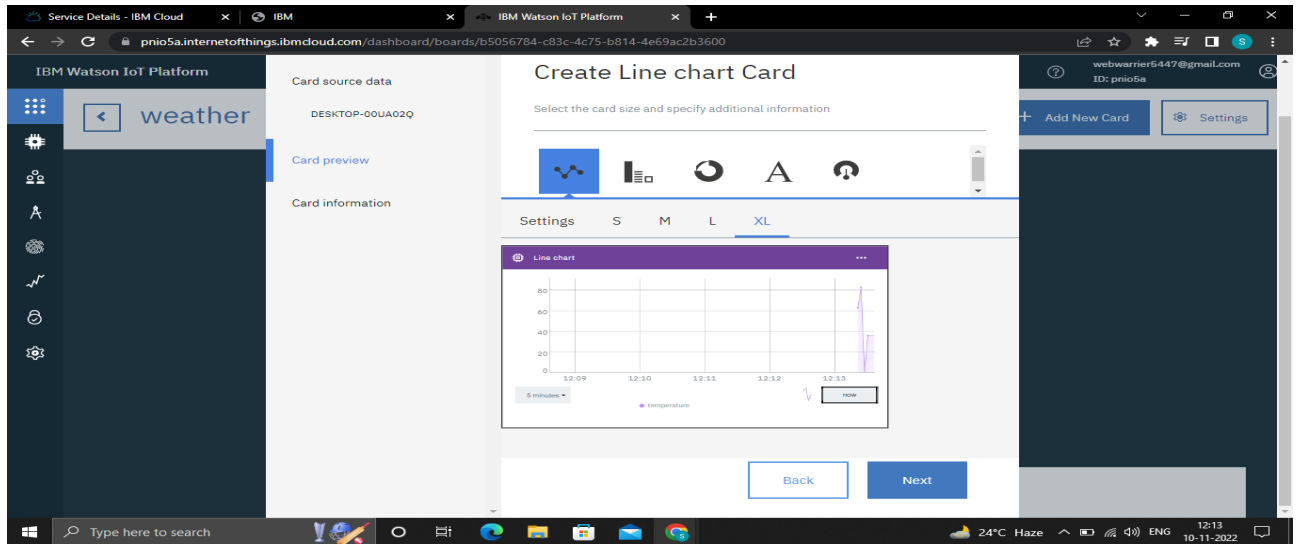 Service Details - IBM Cloud
IBM
IBM Watson IoT Platform
pnio5a.internetofthings.ibmcloud.com/dashboard/boards/b5056784-c83c-4c75-b814-4e69ac2b3600
S
IBM Watson IoT Platform
webwarrier5447@gmail.com
ID: pnio5a
weather
Add New Card
Settings
Card source data
DESKTOP-00UA02Q
Card preview
Card information
Create Line chart Card
Select the card size and specify additional information
A
Settings S M L XL
Line chart
80
60
40
20
0
12:09 12:10 12:11 12:12 12:13
5 minutes
now
temperature
Back
Next
Type here to search
24°C Haze
ENG
12:13
10-11-2022